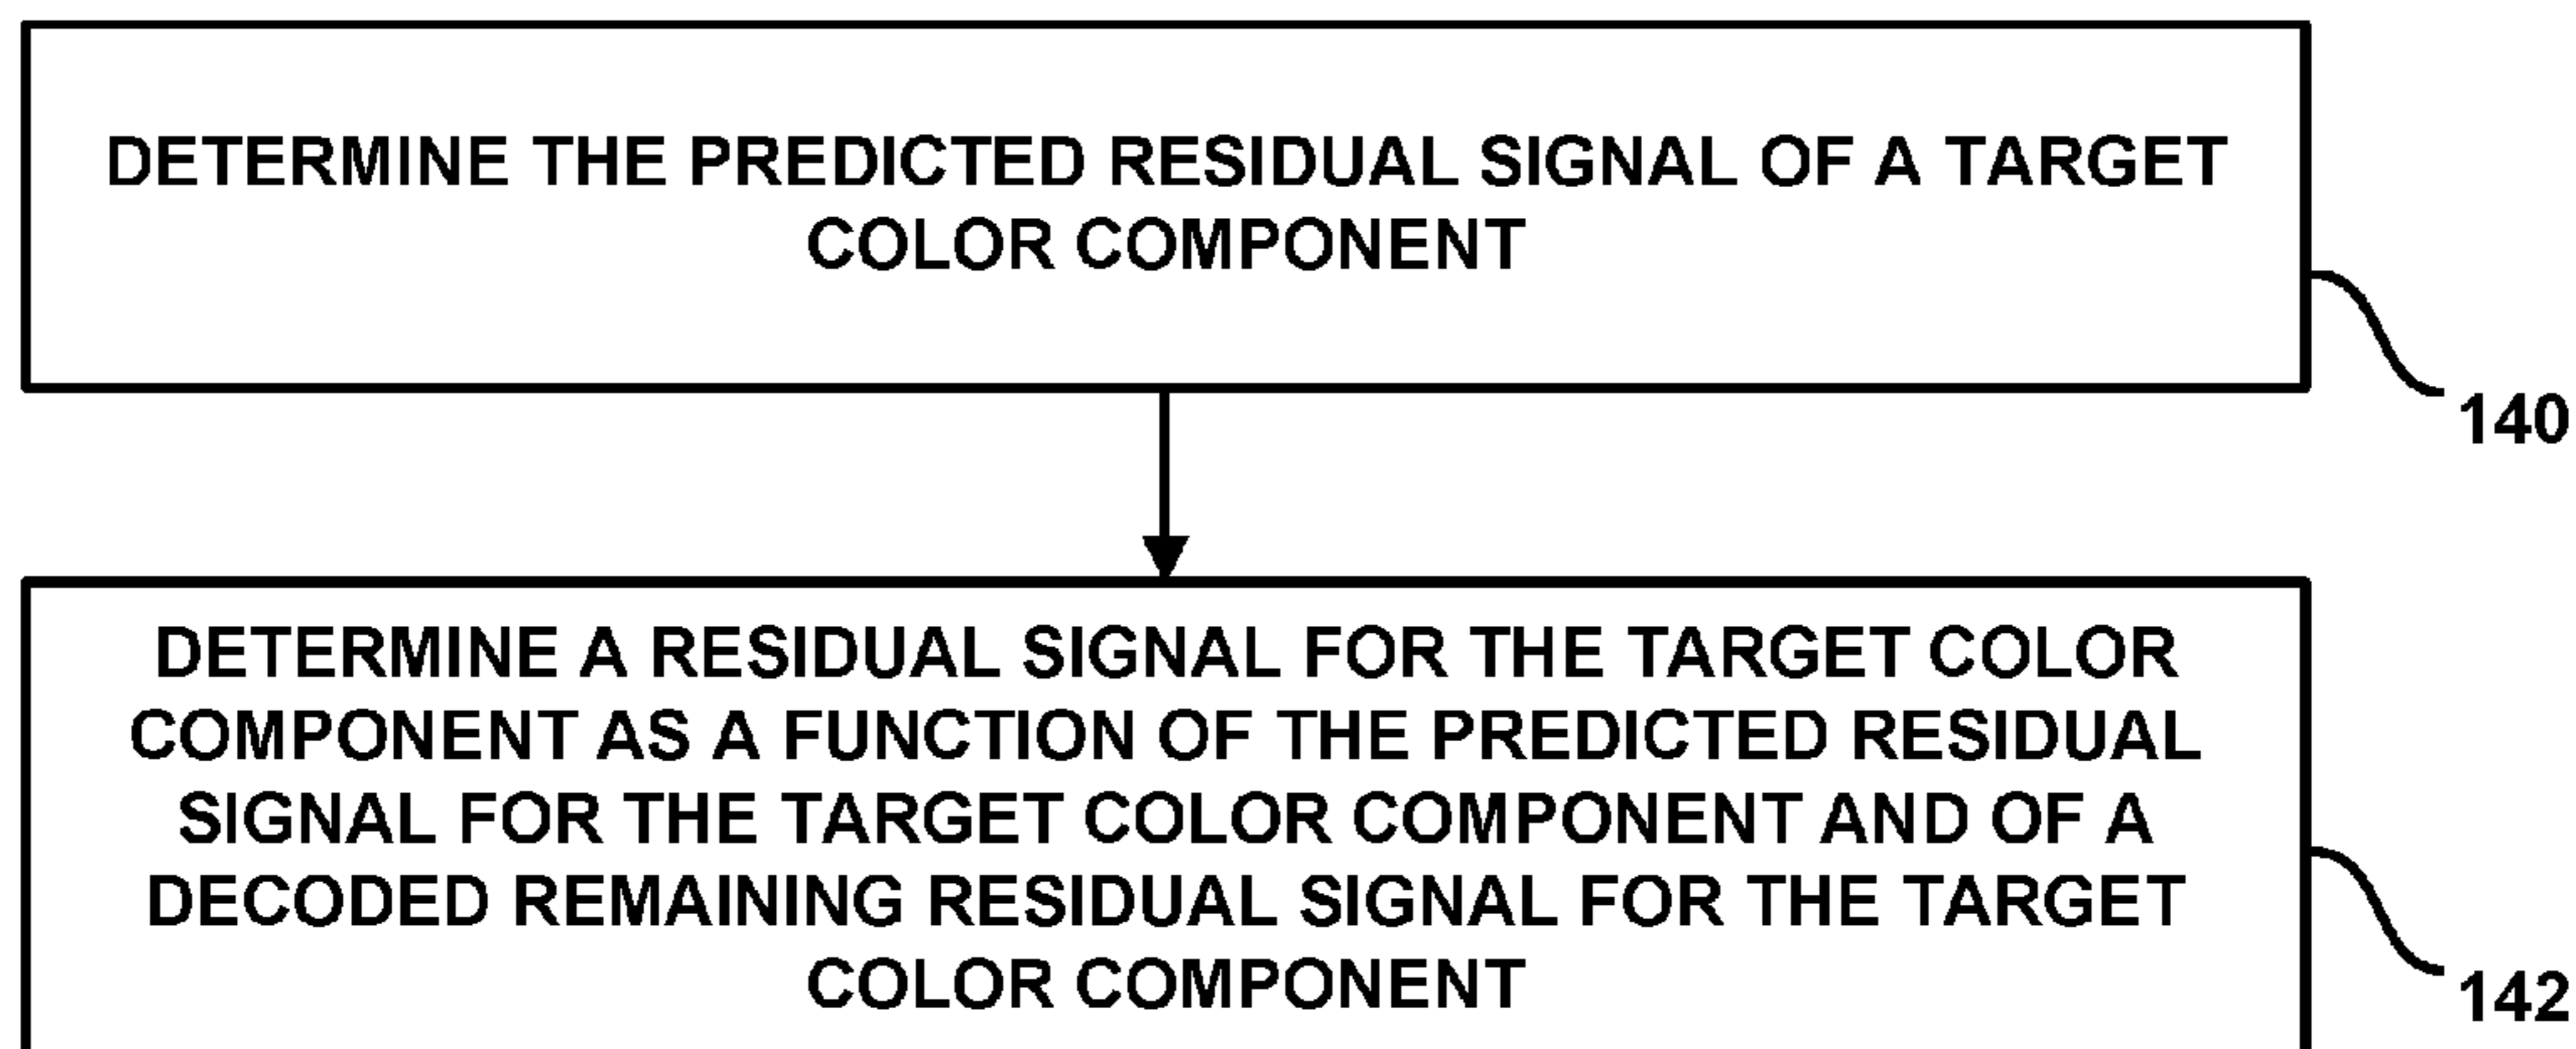 DETERMINE THE PREDICTED RESIDUAL SIGNAL OF A TARGET
COLOR COMPONENT
140
DETERMINE A RESIDUAL SIGNAL FOR THE TARGET COLOR
COMPONENT AS A FUNCTION OF THE PREDICTED RESIDUAL
SIGNAL FOR THE TARGET COLOR COMPONENT AND OF A
DECODED REMAINING RESIDUAL SIGNAL FOR THE TARGET
COLOR COMPONENT
142